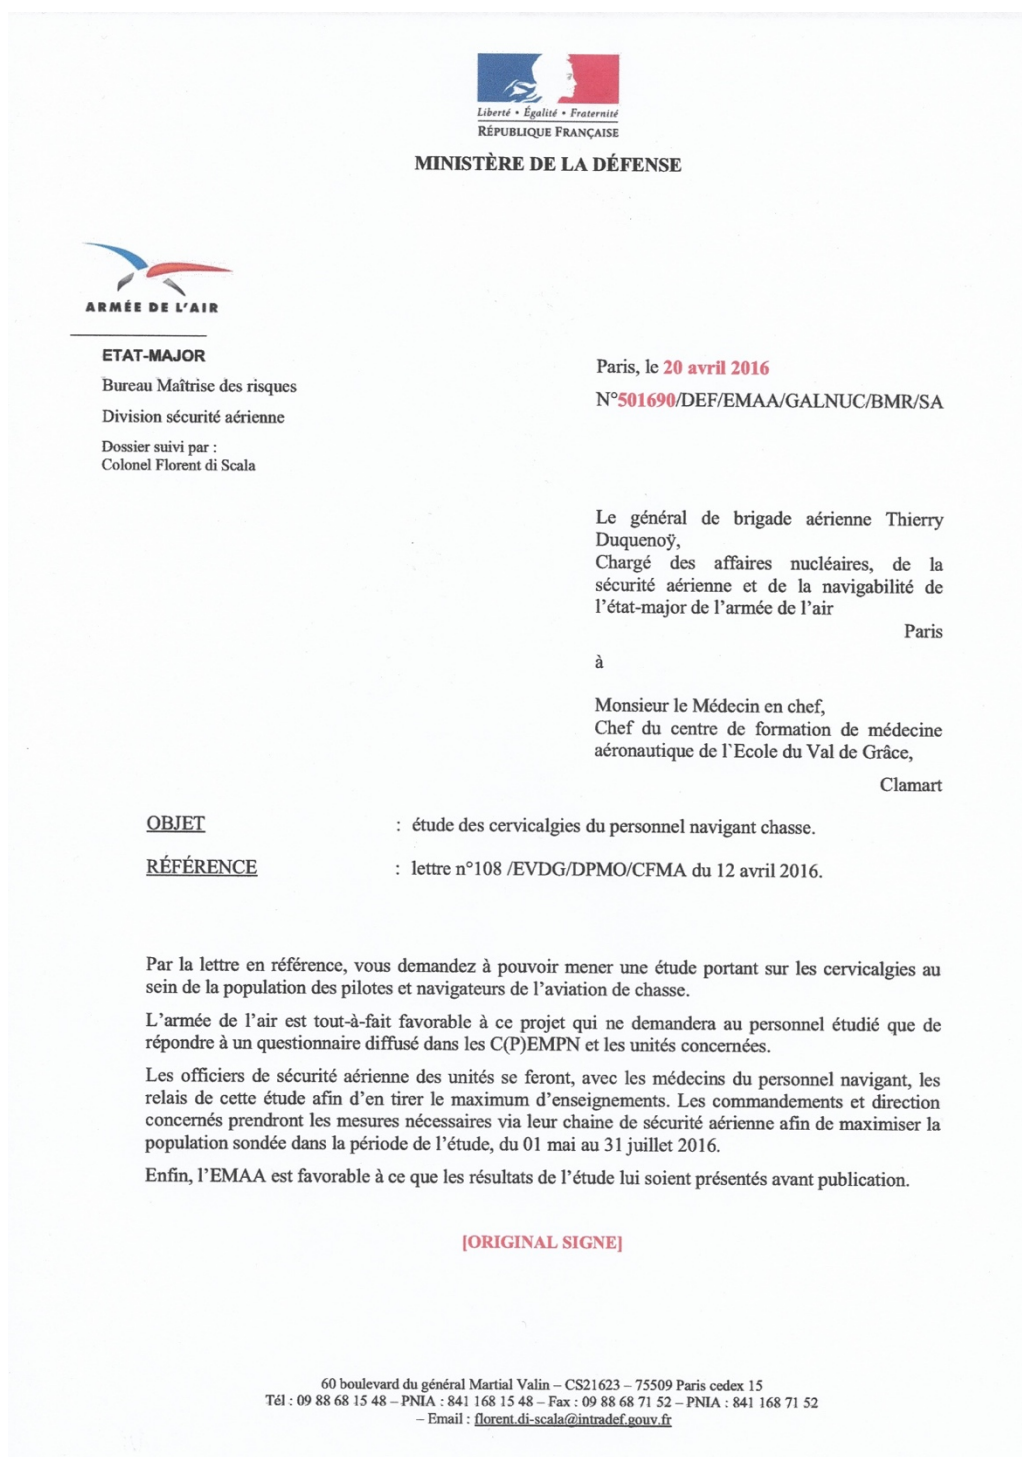 Liberté • Égalité • Fraternité
RÉPUBLIQUE FRANÇAISE
MINISTÈRE DE LA DÉFENSE
ARMÉE DE L'AIR
ETAT-MAJOR
Bureau Maîtrise des risques
Division sécurité aérienne
Dossier suivi par :
Colonel Florent di Scala
Paris, le 20 avril 2016
N°501690/DEF/EMAA/GALNUC/BMR/SA
Le général de brigade aérienne Thierry
Duquenoÿ,
Chargé des affaires nucléaires, de la
sécurité aérienne et de la navigabilité de
l'état-major de l'armée de l'air
Paris
à
Monsieur le Médecin en chef,
Chef du centre de formation de médecine
aéronautique de l'Ecole du Val de Grâce,
Clamart
OBJET : étude des cervicalgies du personnel navigant chasse.
RÉFÉRENCE : lettre n°108 /EVDG/DPMO/CFMA du 12 avril 2016.
Par la lettre en référence, vous demandez à pouvoir mener une étude portant sur les cervicalgies au
sein de la population des pilotes et navigateurs de l'aviation de chasse.
L'armée de l'air est tout-à-fait favorable à ce projet qui ne demandera au personnel étudié que de
répondre à un questionnaire diffusé dans les C(P)EMPN et les unités concernées.
Les officiers de sécurité aérienne des unités se feront, avec les médecins du personnel navigant, les
relais de cette étude afin d'en tirer le maximum d'enseignements. Les commandements et direction
concernés prendront les mesures nécessaires via leur chaine de sécurité aérienne afin de maximiser la
population sondée dans la période de l'étude, du 01 mai au 31 juillet 2016.
Enfin, l'EMAA est favorable à ce que les résultats de l'étude lui soient présentés avant publication.
[ORIGINAL SIGNE]
60 boulevard du général Martial Valin – CS21623 – 75509 Paris cedex 15
Tél : 09 88 68 15 48 – PNIA : 841 168 15 48 – Fax : 09 88 68 71 52 – PNIA : 841 168 71 52
– Email : florent.di-scala@intradef.gouv.fr